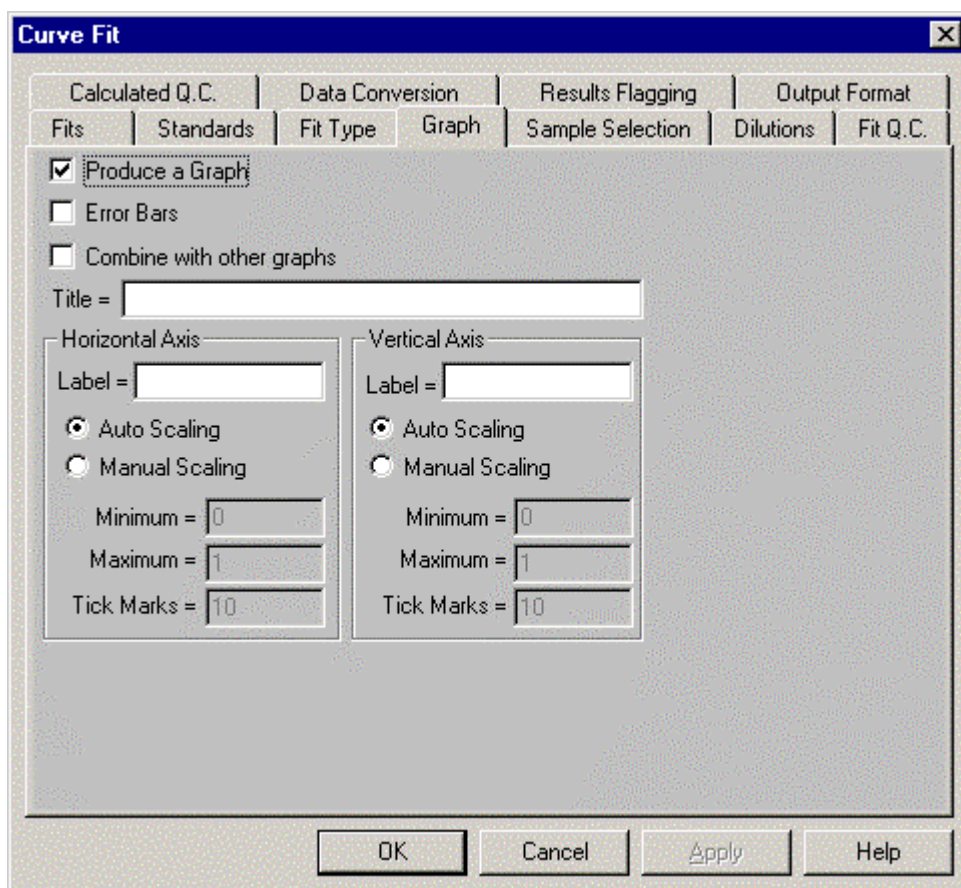 Curve Fit
Calculated Q.C. Data Conversion Results Flagging Output Format
Fits Standards Fit Type Graph Sample Selection Dilutions Fit Q.C.
Produce a Graph
Error Bars
Combine with other graphs
Title =
Horizontal Axis Vertical Axis
Label = Label =
Auto Scaling Auto Scaling
Manual Scaling Manual Scaling
Minimum = 0 Minimum = 0
Maximum = 1 Maximum = 1
Tick Marks = 10 Tick Marks = 10
OK Cancel Apply Help